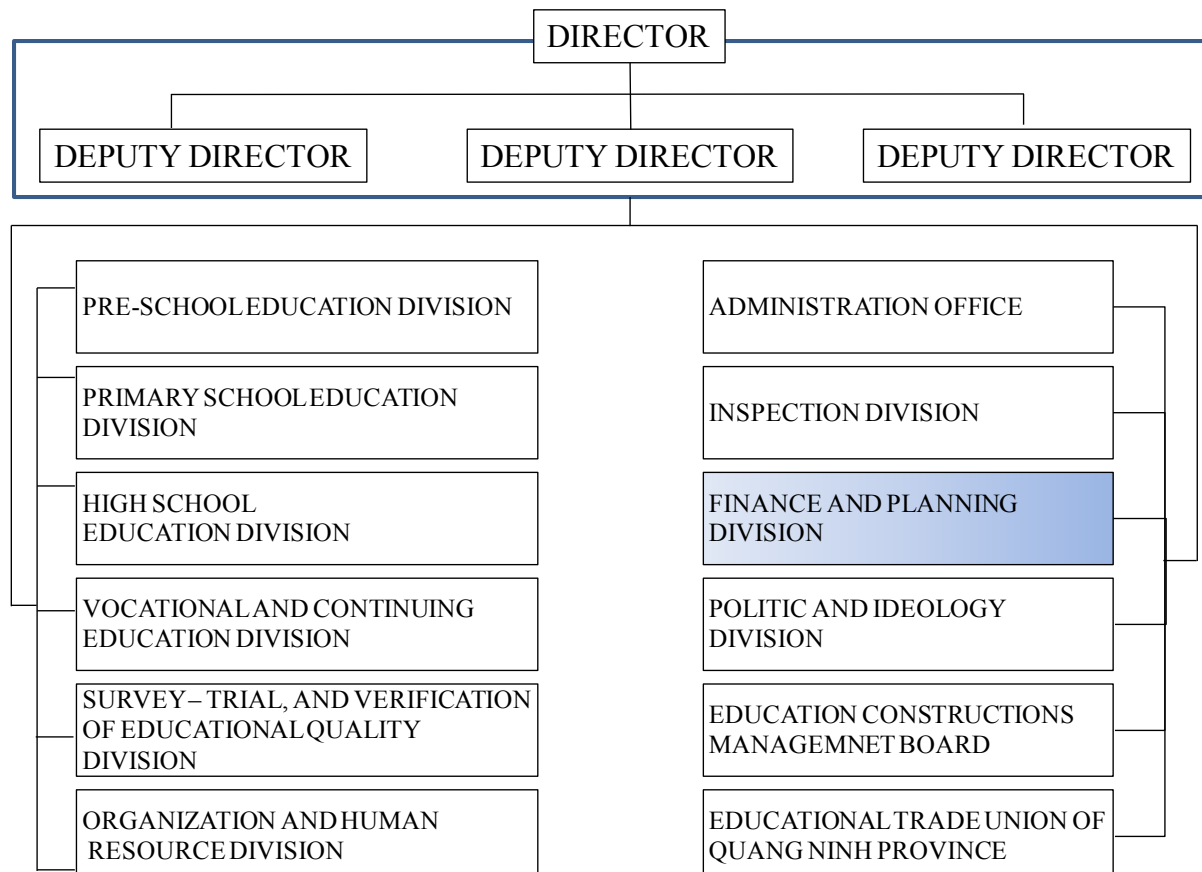 DIRECTOR
DEPUTY DIRECTOR
DEPUTY DIRECTOR
DEPUTY DIRECTOR
PRE-SCHOOL EDUCATION DIVISION
PRIMARY SCHOOL EDUCATION
DIVISION
HIGH SCHOOL
EDUCATION DIVISION
VOCATIONAL AND CONTINUING
EDUCATION DIVISION
SURVEY – TRIAL, AND VERIFICATION
OF EDUCATIONAL QUALITY
DIVISION
ORGANIZATION AND HUMAN
RESOURCE DIVISION
ADMINISTRATION OFFICE
INSPECTION DIVISION
FINANCE AND PLANNING
DIVISION
POLITIC AND IDEOLOGY
DIVISION
EDUCATION CONSTRUCTIONS
MANAGEMNET BOARD
EDUCATIONAL TRADE UNION OF
QUANG NINH PROVINCE